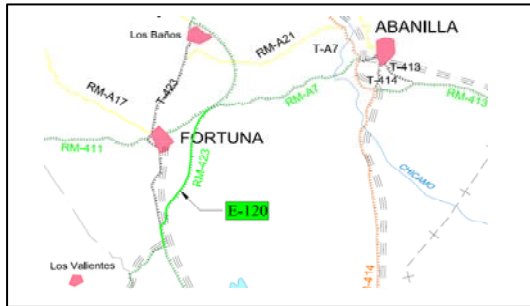 ABANILLA
Los Baños
RM-A21
T-A7
T-413
T-414
RM-A17
T-423
RM-A7
RM-413
RM-411
FORTUNA
RM-423
CHICAMO
E-120
Los Valientes
M-414